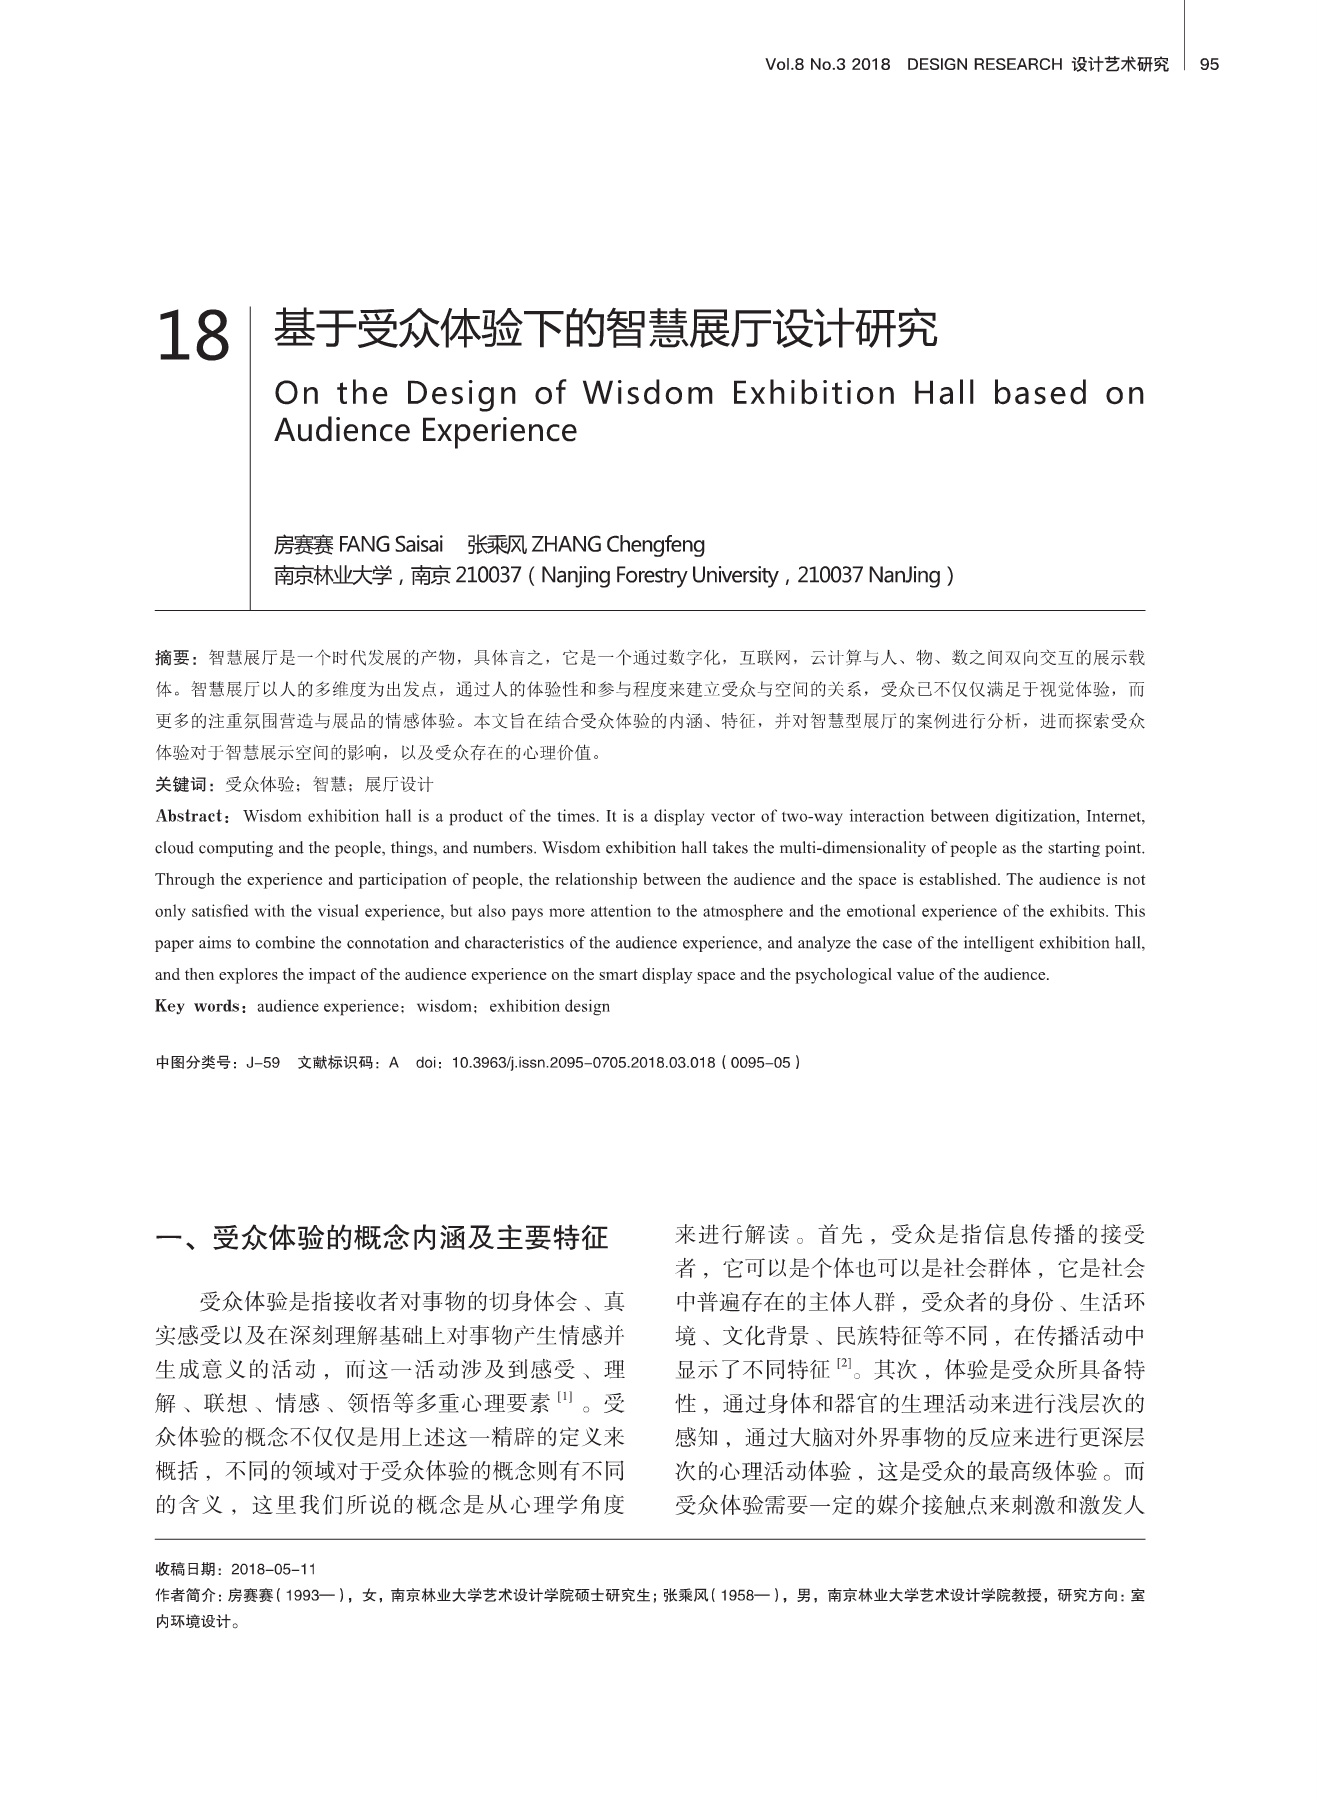 Vol.8 No.3 2018 DESIGN RESEARCH 设计艺术研究 95
18
基于受众体验下的智慧展厅设计研究
On the Design of Wisdom Exhibition Hall based on
Audience Experience
房赛赛 FANG Saisai 张乘风 ZHANG Chengfeng
南京林业大学，南京 210037（Nanjing Forestry University，210037 NanJing）
摘要：智慧展厅是一个时代发展的产物，具体言之，它是一个通过数字化，互联网，云计算与人、物、数之间双向交互的展示载
体。智慧展厅以人的多维度为出发点，通过人的体验性和参与程度来建立受众与空间的关系，受众已不仅仅满足于视觉体验，而
更多的注重氛围营造与展品的情感体验。本文旨在结合受众体验的内涵、特征，并对智慧型展厅的案例进行分析，进而探索受众
体验对于智慧展示空间的影响，以及受众存在的心理价值。
关键词：受众体验；智慧；展厅设计
Abstract：Wisdom exhibition hall is a product of the times. It is a display vector of two-way interaction between digitization, Internet,
cloud computing and the people, things, and numbers. Wisdom exhibition hall takes the multi-dimensionality of people as the starting point.
Through the experience and participation of people, the relationship between the audience and the space is established. The audience is not
only satisfied with the visual experience, but also pays more attention to the atmosphere and the emotional experience of the exhibits. This
paper aims to combine the connotation and characteristics of the audience experience, and analyze the case of the intelligent exhibition hall,
and then explores the impact of the audience experience on the smart display space and the psychological value of the audience.
Key words：audience experience；wisdom；exhibition design
中图分类号：J-59 文献标识码：A doi：10.3963/j.issn.2095-0705.2018.03.018（0095-05）
一、受众体验的概念内涵及主要特征
受众体验是指接收者对事物的切身体会、真
实感受以及在深刻理解基础上对事物产生情感并
生成意义的活动，而这一活动涉及到感受、理
解、联想、情感、领悟等多重心理要素[1]。受
众体验的概念不仅仅是用上述这一精辟的定义来
概括，不同的领域对于受众体验的概念则有不同
的含义，这里我们所说的概念是从心理学角度
来进行解读。首先，受众是指信息传播的接受
者，它可以是个体也可以是社会群体，它是社会
中普遍存在的主体人群，受众者的身份、生活环
境、文化背景、民族特征等不同，在传播活动中
显示了不同特征[2]。其次，体验是受众所具备特
性，通过身体和器官的生理活动来进行浅层次的
感知，通过大脑对外界事物的反应来进行更深层
次的心理活动体验，这是受众的最高级体验。而
受众体验需要一定的媒介接触点来刺激和激发人
收稿日期：2018-05-11
作者简介：房赛赛（1993—），女，南京林业大学艺术设计学院硕士研究生；张乘风（1958—），男，南京林业大学艺术设计学院教授，研究方向：室
内环境设计。